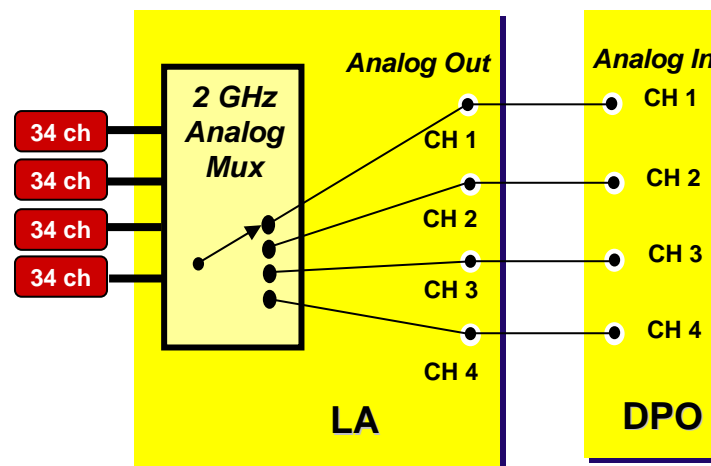 34 ch
34 ch
34 ch
34 ch
2 GHz
Analog
Mux
Analog Out
CH 1
CH 2
CH 3
CH 4
LA
Analog In
CH 1
CH 2
CH 3
CH 4
DPO